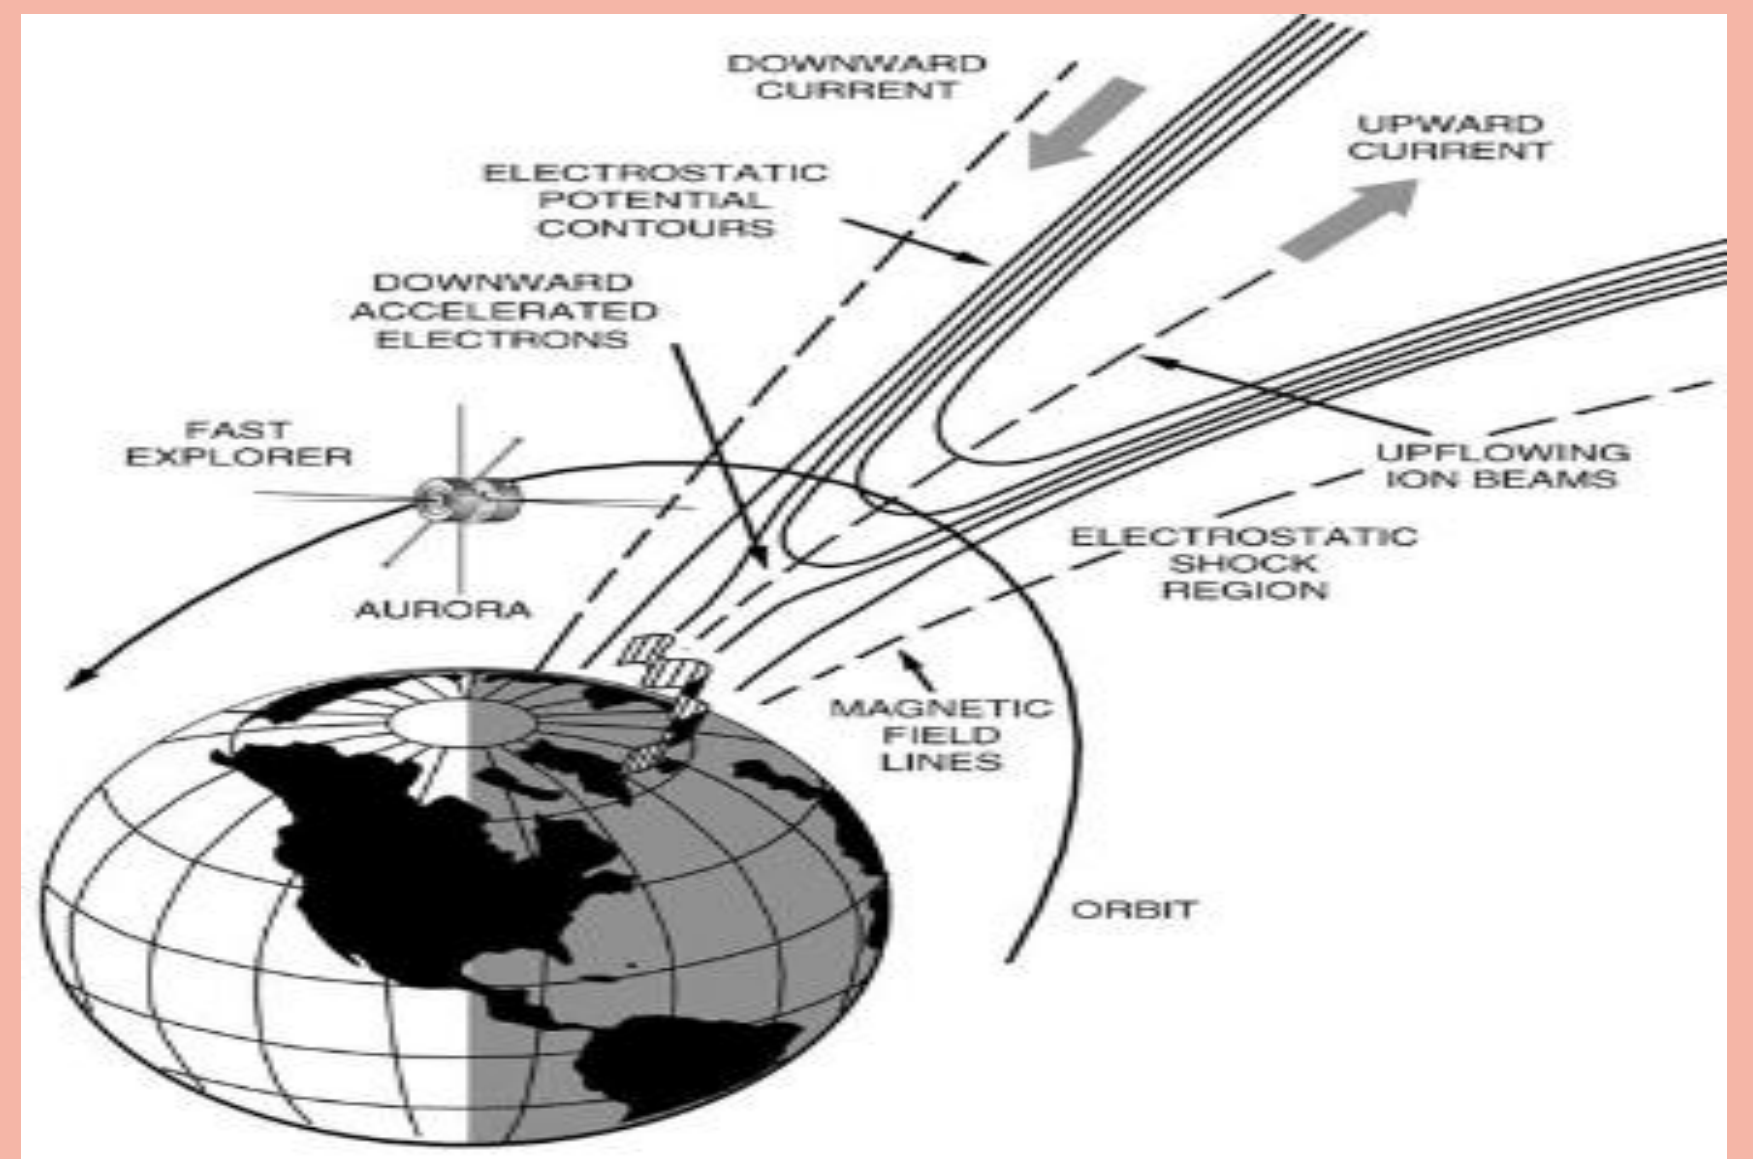 DOWNWARD
CURRENT
UPWARD
CURRENT
ELECTROSTATIC
POTENTIAL
CONTOURS
DOWNWARD
ACCELERATED
ELECTRONS
FAST
EXPLORER
UPFLOWING
ION BEAMS
ELECTROSTATIC
SHOCK
REGION
AURORA
MAGNETIC
FIELD
LINES
ORBIT